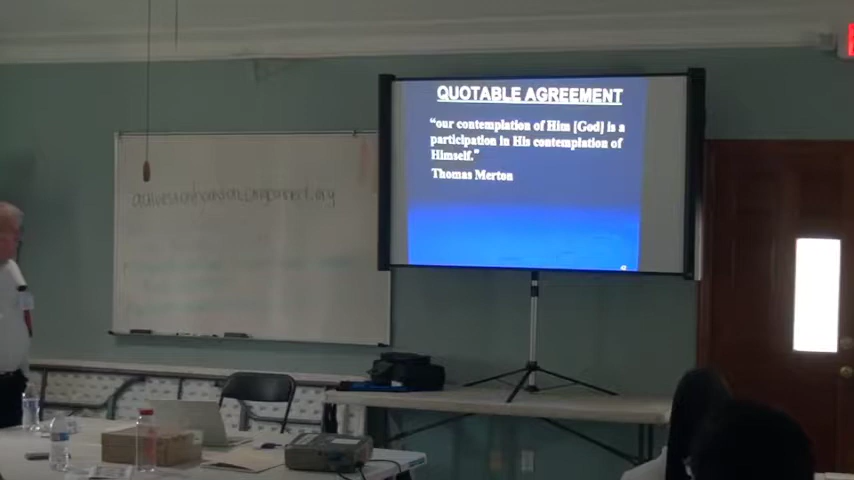 QUOTABLE AGREEMENT
“our contemplation of Him [God] is a
participation in His contemplation of
Himself.”
Thomas Merton